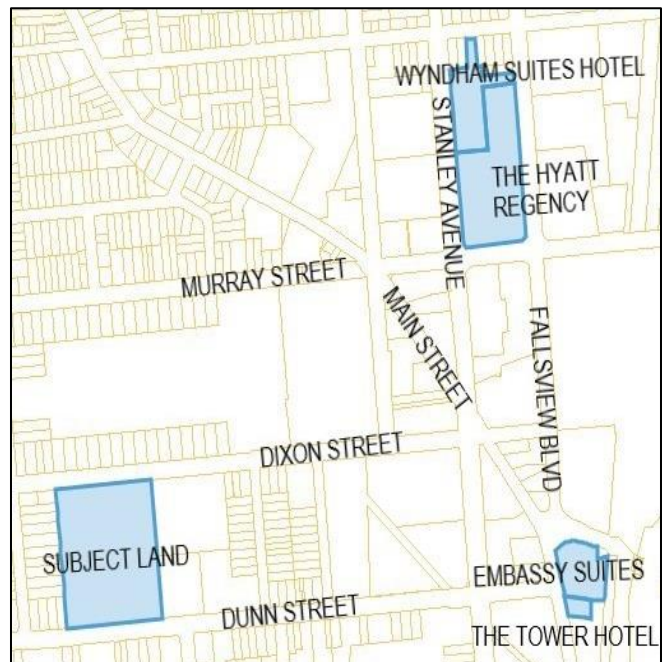 WYNDHAM SUITES HOTEL
STANLEY AVENUE
THE HYATT
REGENCY
MURRAY STREET
MAIN STREET
FALLSVIEW BLVD
DIXON STREET
SUBJECT LAND
EMBASSY SUITES
DUNN STREET
THE TOWER HOTEL